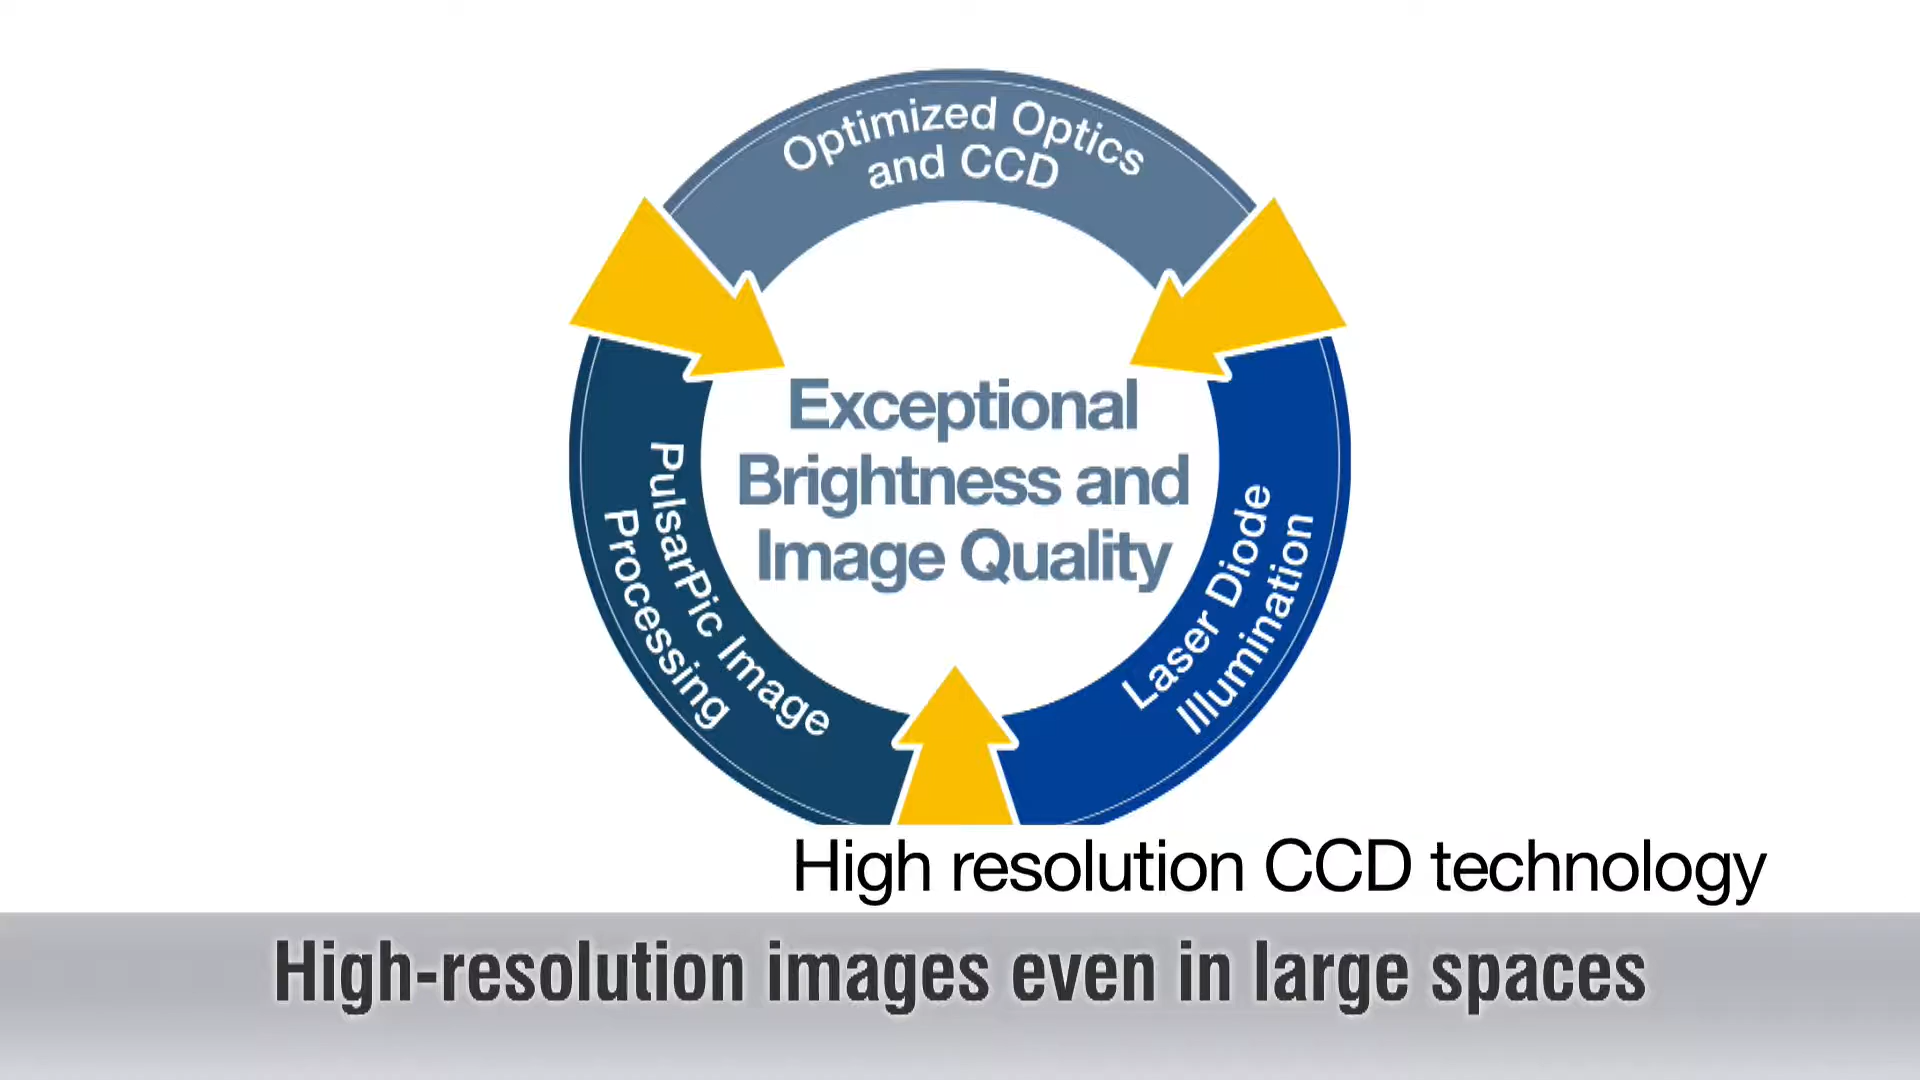 Optimized Optics
and CCD
Exceptional
Brightness and
Image Quality
PulsarPic Image
Processing
Laser Diode
Illumination
High resolution CCD technology
High-resolution images even in large spaces